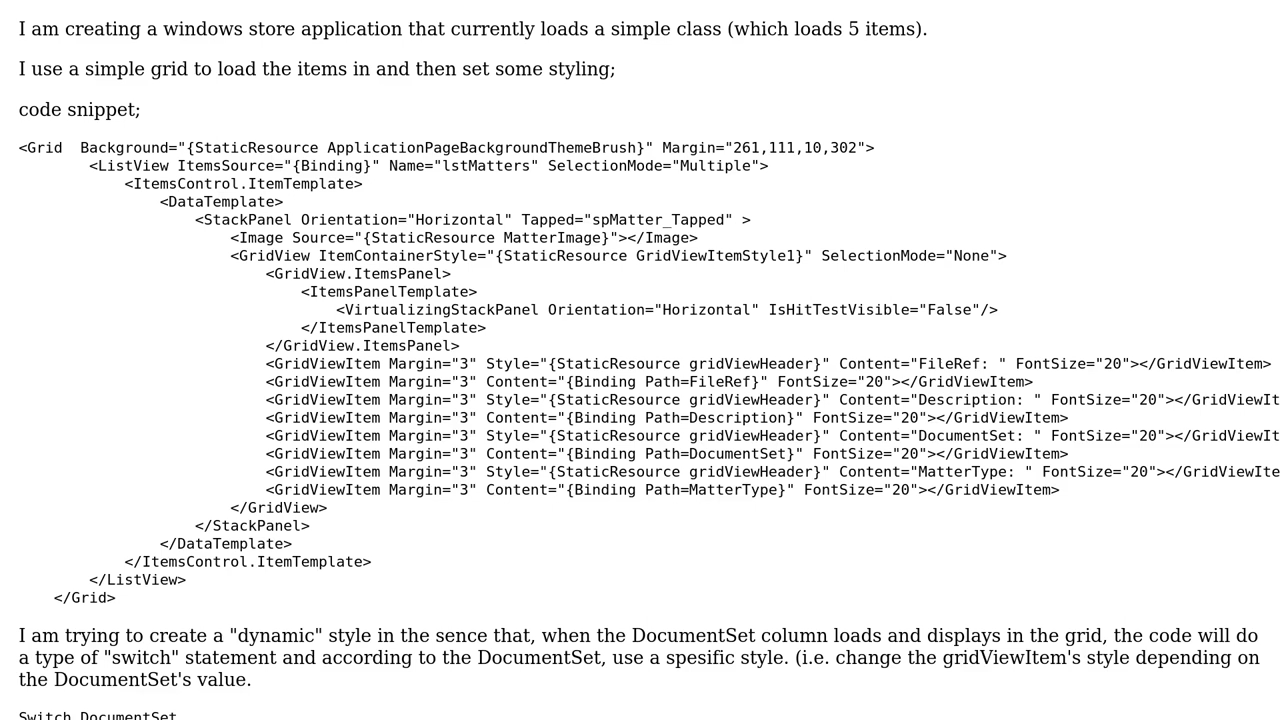 I am creating a windows store application that currently loads a simple class (which loads 5 items).
I use a simple grid to load the items in and then set some styling;
code snippet;
<Grid  Background="{StaticResource ApplicationPageBackgroundThemeBrush}" Margin="261,111,10,302">
        <ListView ItemsSource="{Binding}" Name="lstMatters" SelectionMode="Multiple">
            <ItemsControl.ItemTemplate>
                <DataTemplate>
                    <StackPanel Orientation="Horizontal" Tapped="spMatter_Tapped" >
                        <Image Source="{StaticResource MatterImage}"></Image>
                        <GridView ItemContainerStyle="{StaticResource GridViewItemStyle1}" SelectionMode="None">
                            <GridView.ItemsPanel>
                                <ItemsPanelTemplate>
                                    <VirtualizingStackPanel Orientation="Horizontal" IsHitTestVisible="False"/>
                                </ItemsPanelTemplate>
                            </GridView.ItemsPanel>
                            <GridViewItem Margin="3" Style="{StaticResource gridViewHeader}" Content="FileRef: " FontSize="20"></GridViewItem>
                            <GridViewItem Margin="3" Content="{Binding Path=FileRef}" FontSize="20"></GridViewItem>
                            <GridViewItem Margin="3" Style="{StaticResource gridViewHeader}" Content="Description: " FontSize="20"></GridViewIt
                            <GridViewItem Margin="3" Content="{Binding Path=Description}" FontSize="20"></GridViewItem>
                            <GridViewItem Margin="3" Style="{StaticResource gridViewHeader}" Content="DocumentSet: " FontSize="20"></GridViewIt
                            <GridViewItem Margin="3" Content="{Binding Path=DocumentSet}" FontSize="20"></GridViewItem>
                            <GridViewItem Margin="3" Style="{StaticResource gridViewHeader}" Content="MatterType: " FontSize="20"></GridViewIte
                            <GridViewItem Margin="3" Content="{Binding Path=MatterType}" FontSize="20"></GridViewItem>
                        </GridView>
                    </StackPanel>
                </DataTemplate>
            </ItemsControl.ItemTemplate>
        </ListView>
    </Grid>
I am trying to create a "dynamic" style in the sence that, when the DocumentSet column loads and displays in the grid, the code will do
a type of "switch" statement and according to the DocumentSet, use a spesific style. (i.e. change the gridViewItem's style depending on
the DocumentSet's value.
Switch DocumentSet